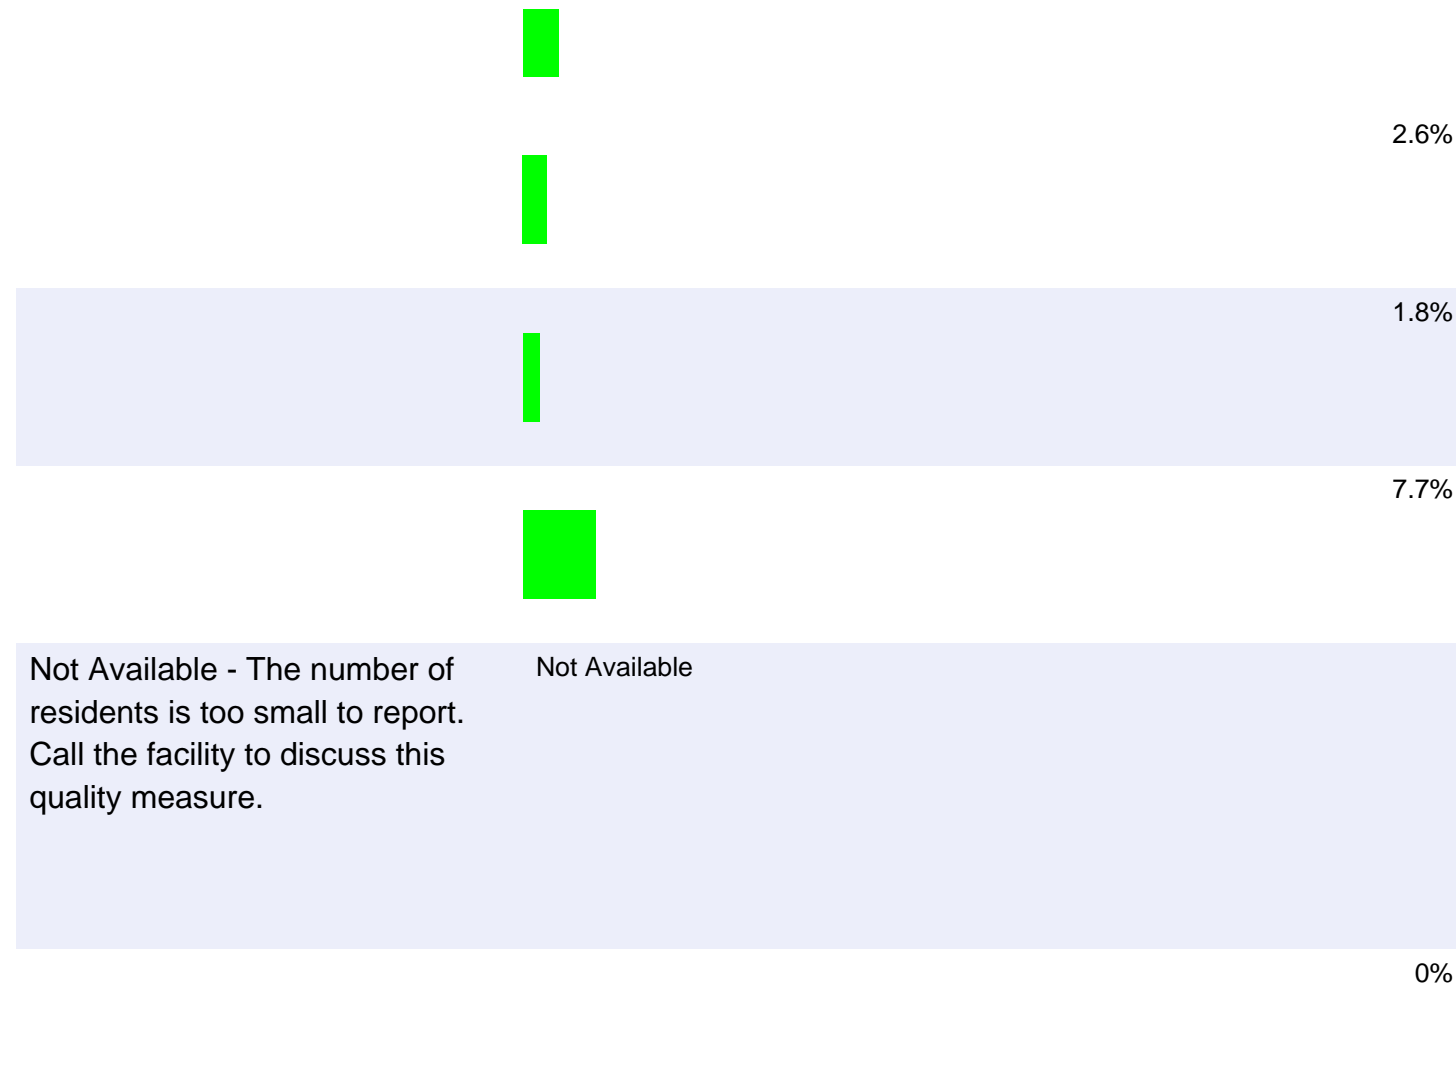 2.6%
1.8%
7.7%
Not Available - The number of
residents is too small to report.
Call the facility to discuss this
quality measure.
Not Available
0%